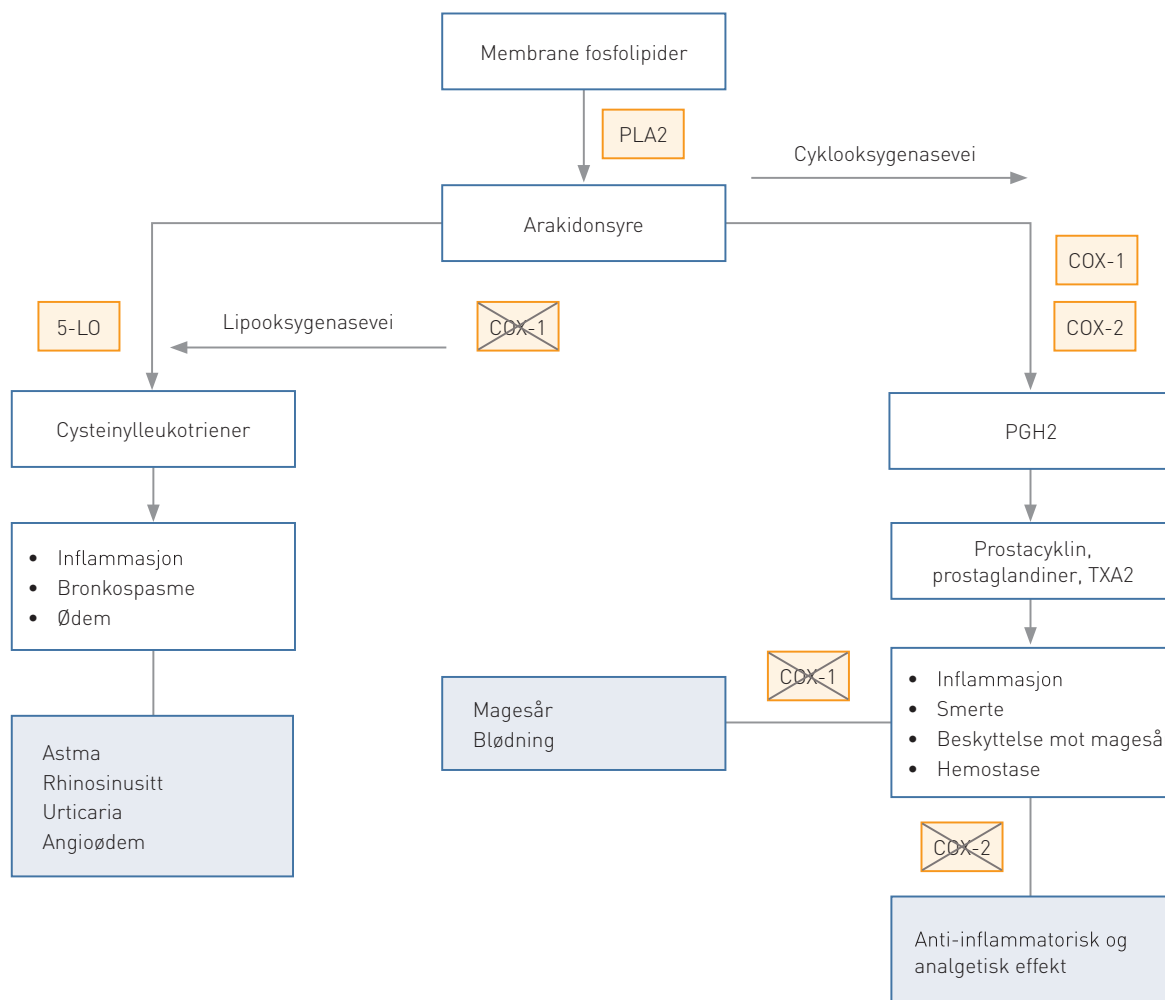 Membrane fosfolipider
PLA2
Cyklooksygenasevei
Arakidonsyre
COX-1
5-LO
Lipooksygenasevei
COX-1
COX-2
Cysteinylleukotriener
PGH2
• Inflammasjon
• Bronkospasme
• Ødem
Prostacyklin,
prostaglandiner, TXA2
COX-1
Magesår
Blødning
• Inflammasjon
• Smerte
• Beskyttelse motameså
• Hemostase
Astma
Rhinosinusitt
Urticaria
Angioødem
COX-2
Anti-inflammatorisk og
analgetisk effekt